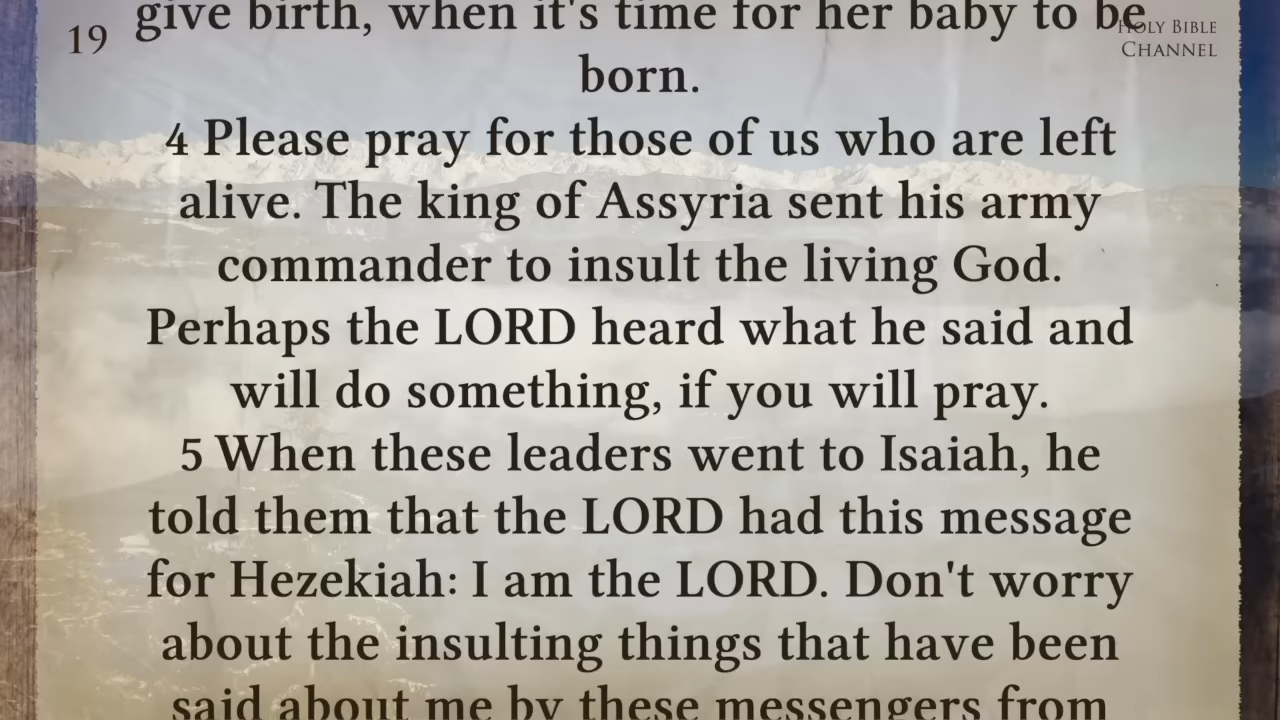 19
give birth, when it's time for her baby to be
HOLY BIBLE
CHANNEL
born.
4 Please pray for those of us who are left
alive. The king of Assyria sent his army
commander to insult the living God.
Perhaps the LORD heard what he said and
will do something, if you will pray.
5 When these leaders went to Isaiah, he
told them that the LORD had this message
for Hezekiah: I am the LORD. Don't worry
about the insulting things that have been
said about me by these messengers from